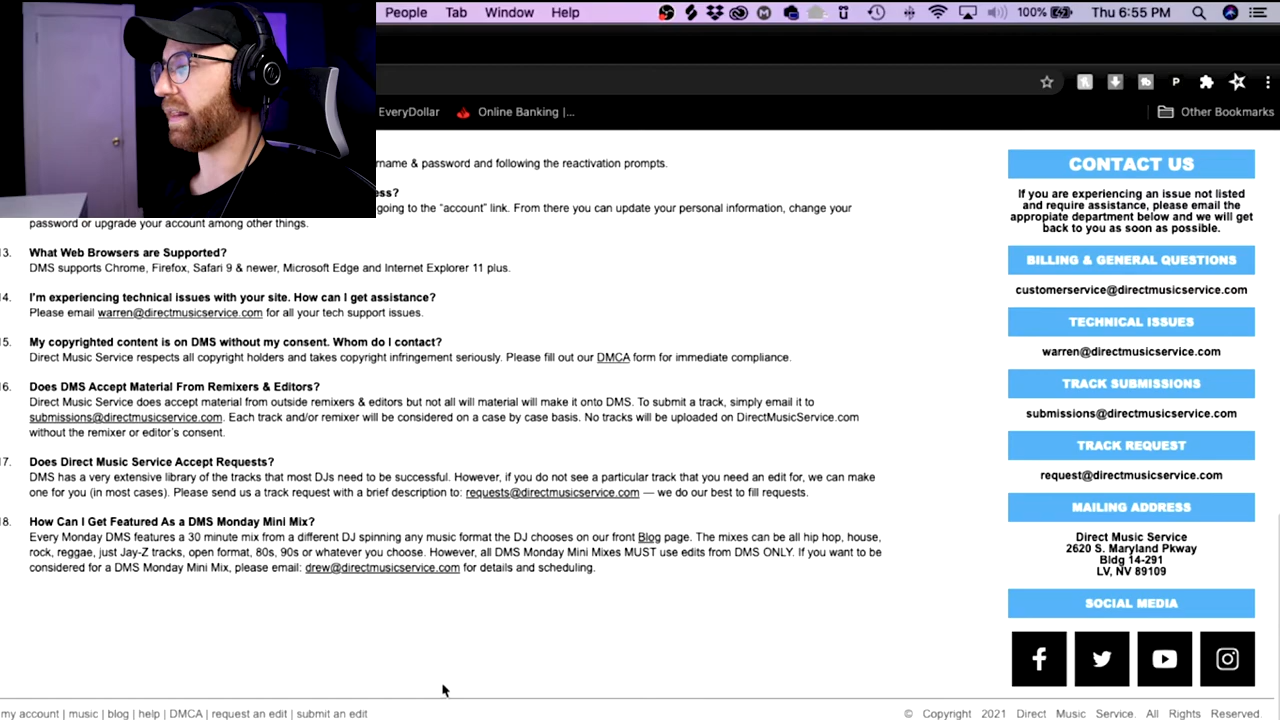 People Tab Window Help 100% Thu 6:55 PM
EveryDollar Online Banking |... Other Bookmarks
name & password and following the reactivation prompts.
ess?
going to the “account” link. From there you can update your personal information, change your
password or upgrade your account among other things.
13. What Web Browsers are Supported?
DMS supports Chrome, Firefox, Safari 9 & newer, Microsoft Edge and Internet Explorer 11 plus.
14. I'm experiencing technical issues with your site. How can I get assistance?
Please email warren@directmusicservice.com for all your tech support issues.
15. My copyrighted content is on DMS without my consent. Whom do I contact?
Direct Music Service respects all copyright holders and takes copyright infringement seriously. Please fill out our DMCA form for immediate compliance.
16. Does DMS Accept Material From Remixers & Editors?
Direct Music Service does accept material from outside remixers & editors but not all will material will make it onto DMS. To submit a track, simply email it to
submissions@directmusicservice.com. Each track and/or remixer will be considered on a case by case basis. No tracks will be uploaded on DirectMusicService.com
without the remixer or editor's consent.
17. Does Direct Music Service Accept Requests?
DMS has a very extensive library of the tracks that most DJs need to be successful. However, if you do not see a particular track that you need an edit for, we can make
one for you (in most cases). Please send us a track request with a brief description to: requests@directmusicservice.com — we do our best to fill requests.
18. How Can I Get Featured As a DMS Monday Mini Mix?
Every Monday DMS features a 30 minute mix from a different DJ spinning any music format the DJ chooses on our front Blog page. The mixes can be all hip hop, house,
rock, reggae, just Jay-Z tracks, open format, 80s, 90s or whatever you choose. However, all DMS Monday Mini Mixes MUST use edits from DMS ONLY. If you want to be
considered for a DMS Monday Mini Mix, please email: drew@directmusicservice.com for details and scheduling.
CONTACT US
If you are experiencing an issue not listed
and require assistance, please email the
appropiate department below and we will get
back to you as soon as possible.
BILLING & GENERAL QUESTIONS
customerservice@directmusicservice.com
TECHNICAL ISSUES
warren@directmusicservice.com
TRACK SUBMISSIONS
submissions@directmusicservice.com
TRACK REQUEST
request@directmusicservice.com
MAILING ADDRESS
Direct Music Service
2620 S. Maryland Pkway
Bldg 14-291
LV, NV 89109
SOCIAL MEDIA
my account | music | blog | help | DMCA | request an edit | submit an edit
© Copyright 2021 Direct Music Service. All Rights Reserved.